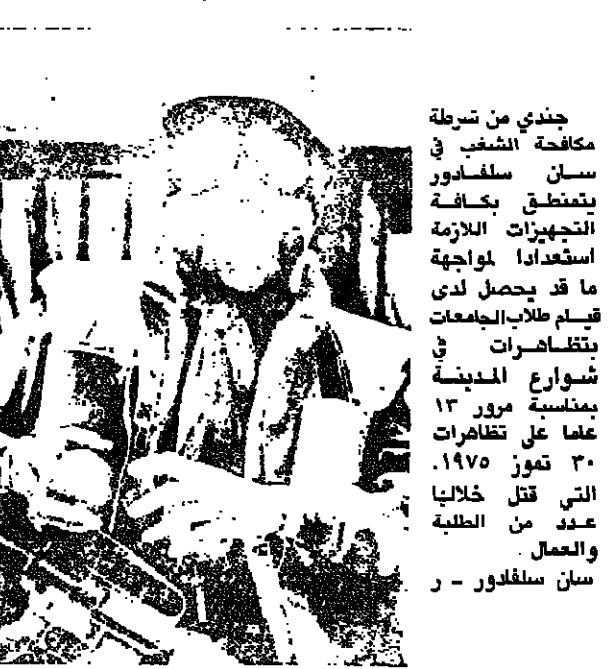 جندي من شرطة
مكافحة الشغب في
سان سلفادور
يتمنطق بكافة
التجهيزات اللازمة
استعدادا لمواجهة
ما قد يحصل لدى
قيام طلاب الجامعات
بتظاهرات في
شوارع المدينة
بمناسبة مرور ١٣
عاما على تظاهرات
٣٠ تموز ١٩٧٥.
التي قتل خلالها
عدد من الطلبة
والعمال.
سان سلفادور - ر